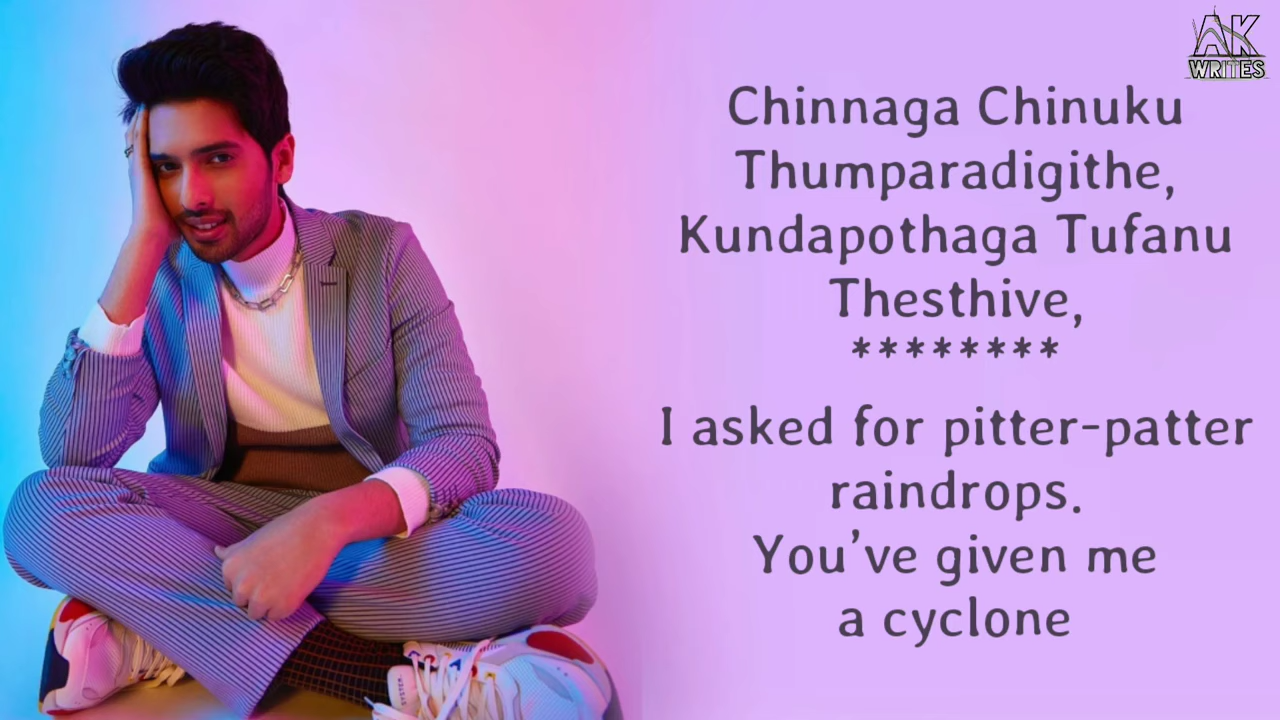 AK
WRITES
Chinnaga Chinuku
Thumparadigithe,
Kundapothaga Tufanu
Thesthive,
********
I asked for pitter-patter
raindrops.
You've given me
a cyclone